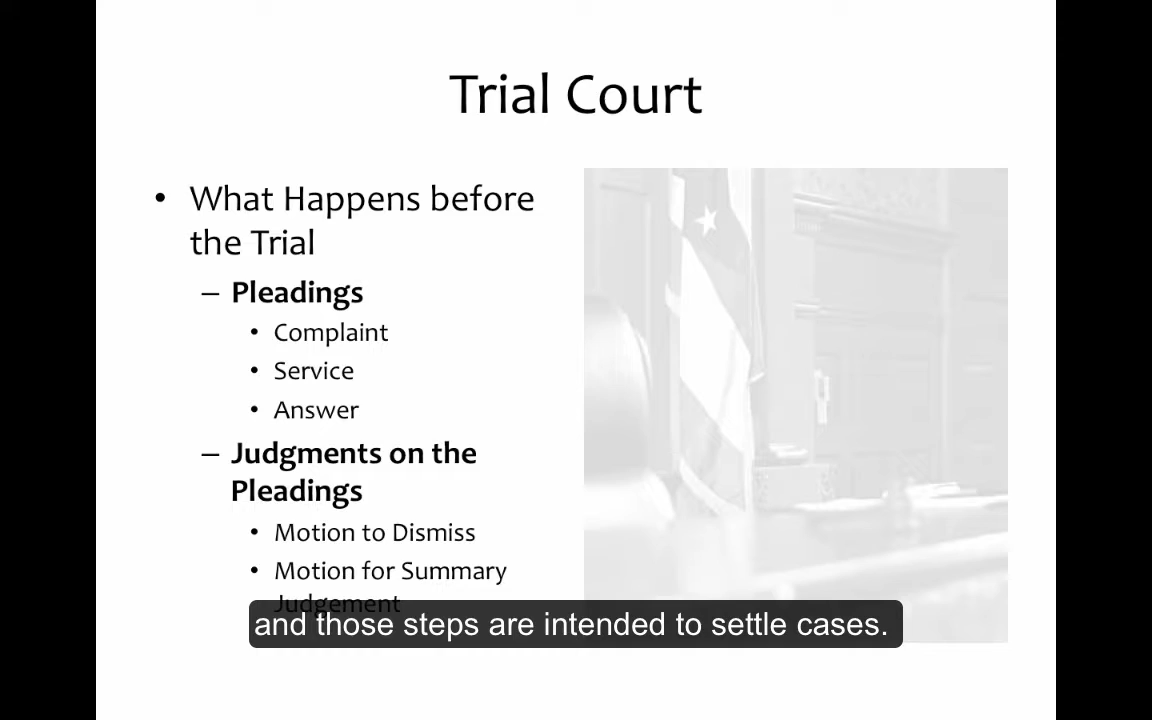 Trial Court
• What Happens before
the Trial
– Pleadings
• Complaint
• Service
• Answer
– Judgments on the
Pleadings
• Motion to Dismiss
• Motion for Summary
Judgement
and those steps are intended to settle cases.